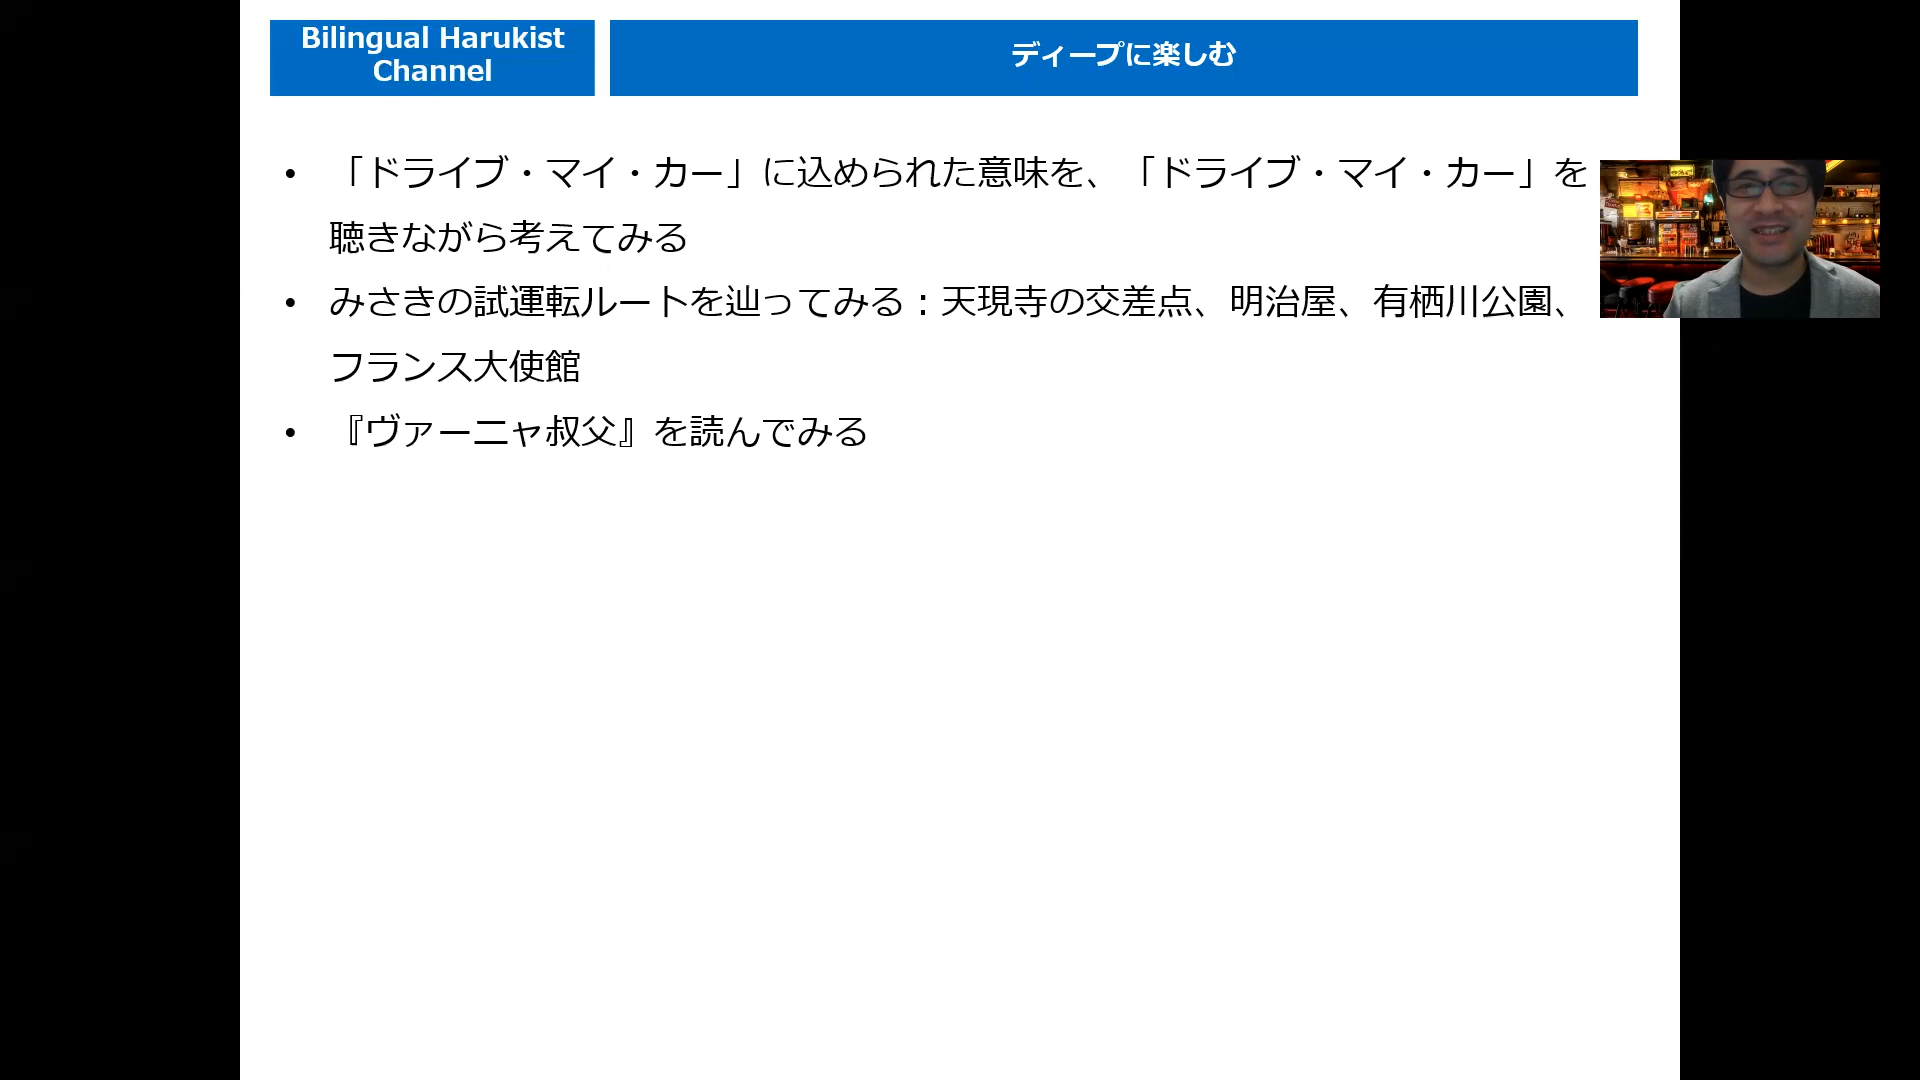 Bilingual Harukist
Channel
ディープに楽しむ
• 「ドライブ・マイ・カー」に込められた意味を、「ドライブ・マイ・カー」を
聴きながら考えてみる
• みさきの試運転ルートを辿ってみる：天現寺の交差点、明治屋、有栖川公園、
フランス大使館
• 『ヴァーニャ叔父』を読んでみる